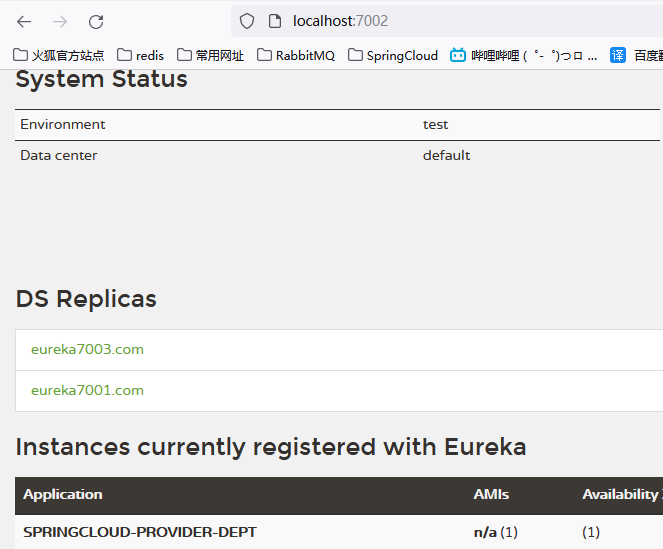 localhost:7002
火狐官方站点 redis 常用网址 RabbitMQ SpringCloud 哔哩哔哩 ( ゜- ゜)つロ ... 百度翻
System Status
Environment test
Data center default
DS Replicas
eureka7003.com
eureka7001.com
Instances currently registered with Eureka
Application AMIs Availability
SPRINGCLOUD-PROVIDER-DEPT n/a (1) (1)